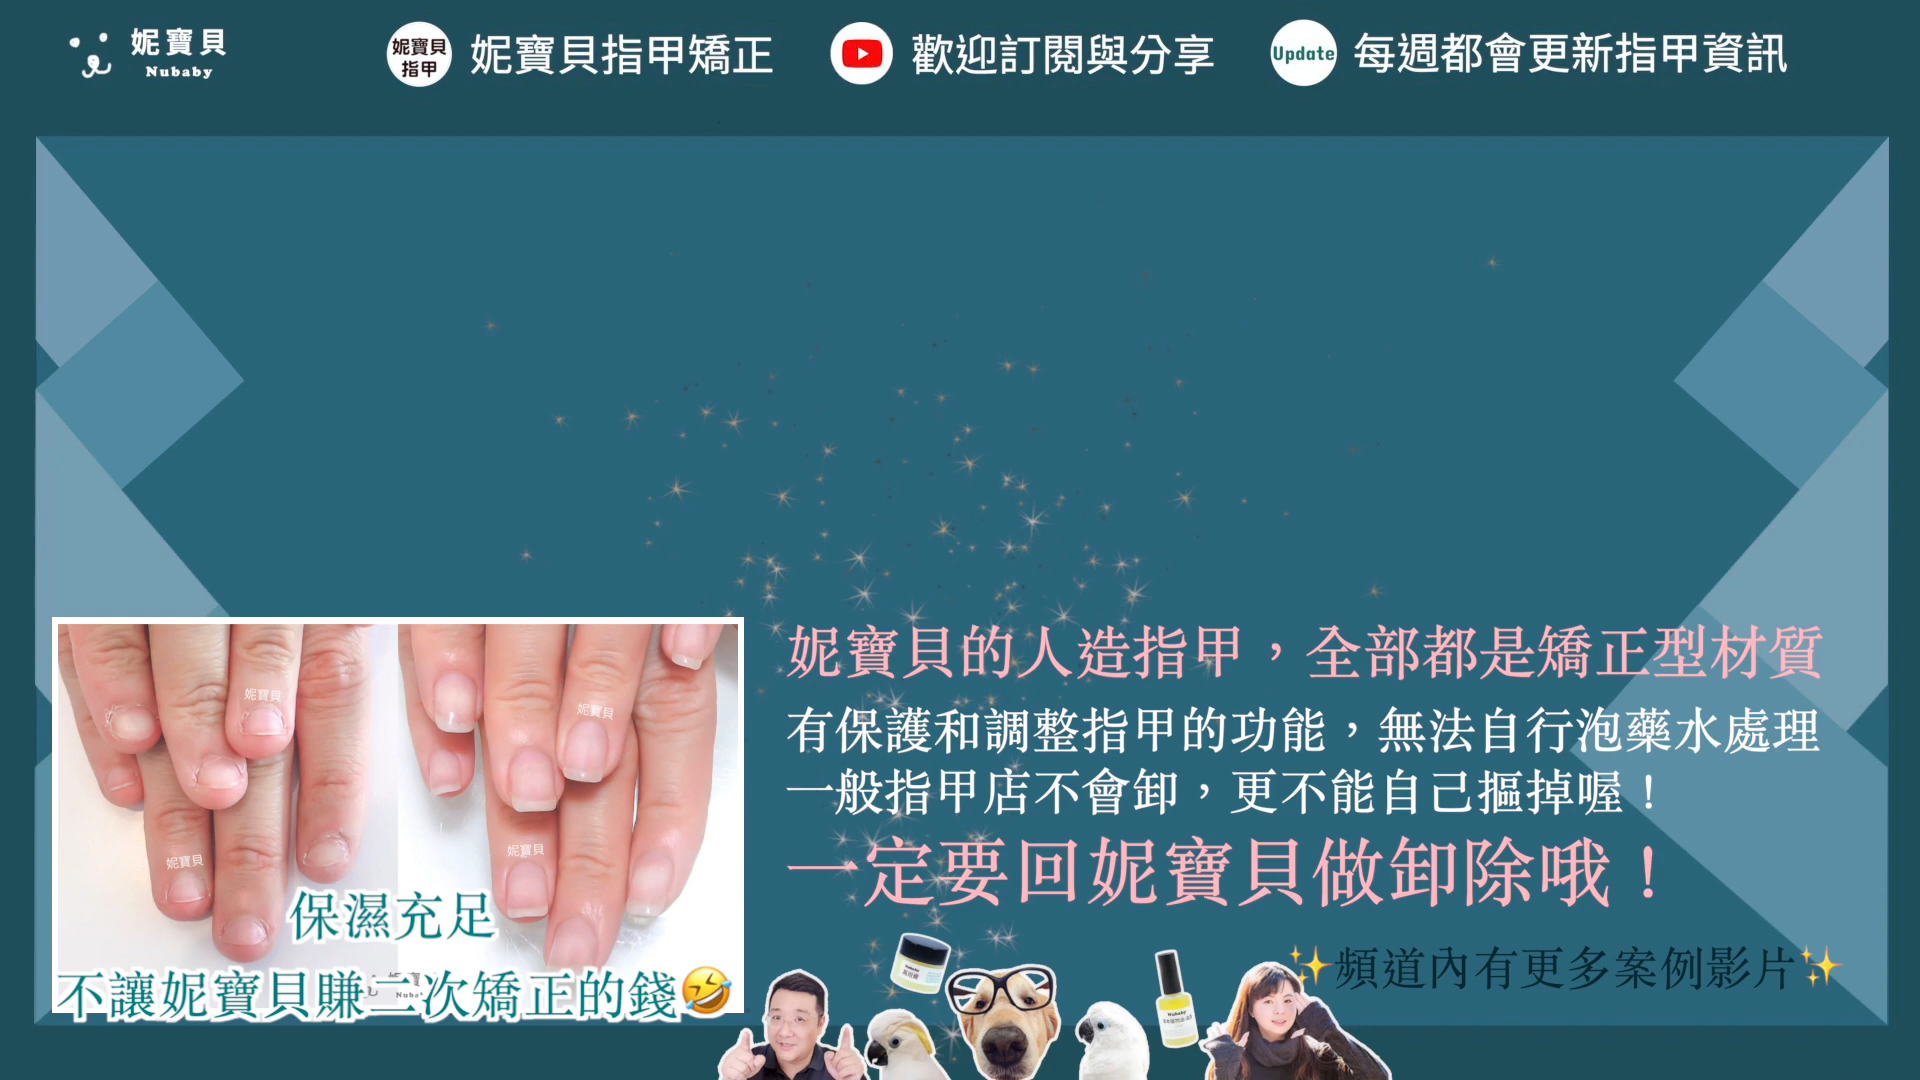 妮寶貝
Nubaby
妮寶貝
指甲
妮寶貝指甲矯正
歡迎訂閱與分享
Update
每週都會更新指甲資訊
妮寶貝的人造指甲，全部都是矯正型材質
有保護和調整指甲的功能，無法自行泡藥水處理
一般指甲店不會卸，更不能自己摳掉喔！
一定要回妮寶貝做卸除哦！
✨頻道內有更多案例影片✨
妮寶貝
妮寶貝
妮寶貝
妮寶貝
保濕充足
不讓妮寶貝賺二次矯正的錢🤣
Nubaby
Nubaby